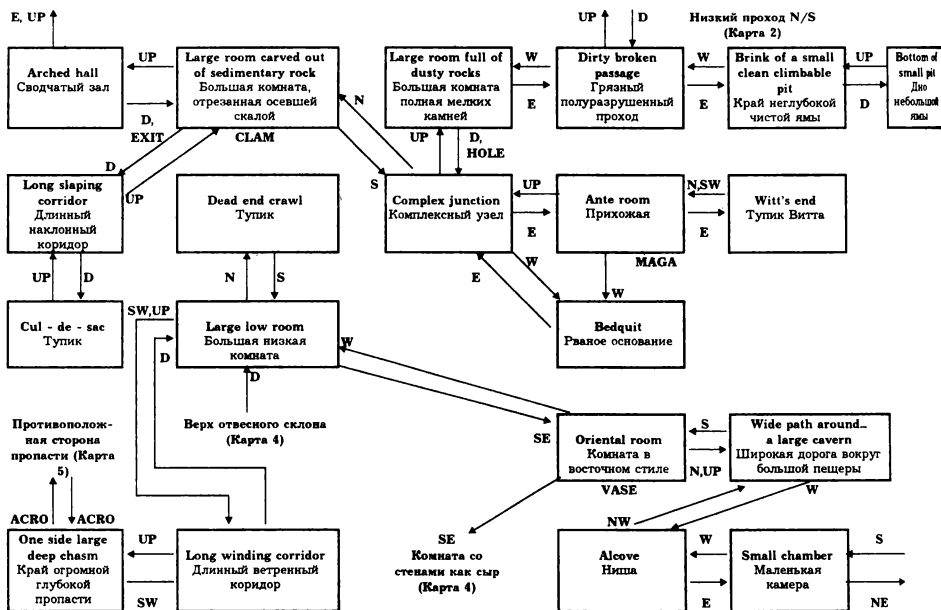 E, UP
UP
D
Низкий проход N/S
(Карта 2)
Arched hall
Сводчатый зал
UP
D,
EXIT
Large room carved out
of sedimentary rock
Большая комната,
отрезанная осевшей
скалой
CLAM
N
Large room full of
dusty rocks
Большая комната
полная мелких
камней
W
E
Dirty broken
passage
Грязный
полуразрушенный
проход
W
E
Brink of a small
clean climbable
pit
Край неглубокой
чистой ямы
UP
D
Bottom of
small pit
Дно
небольшой
ямы
D
UP
S
UP
D,
HOLE
Long slaping
corridor
Длинный
наклонный
коридор
Dead end crawl
Тупик
Complex junction
Комплексный узел
UP
E
Ante room
Прихожая
MAGA
N,SW
E
Witt's end
Тупик Витта
UP
D
N
S
E
W
W
Cul - de - sac
Тупик
SW,UP
D
Large low room
Большая низкая
комната
W
D
Bedquit
Рваное основание
Противополож-
ная сторона
пропасти (Карта
5)
Верх отвесного склона
(Карта 4)
SE
Oriental room
Комната в
восточном стиле
VASE
S
N,UP
Wide path around...
a large cavern
Широкая дорога вокруг
большой пещеры
W
NW
ACRO
ACRO
One side large
deep chasm
Край огромной
глубокой
пропасти
UP
SW
Long winding corridor
Длинный ветренный
коридор
SE
Комната со
стенами как сыр
(Карта 4)
Alcove
Ниша
W
E
Small chamber
Маленькая
камера
S
NE